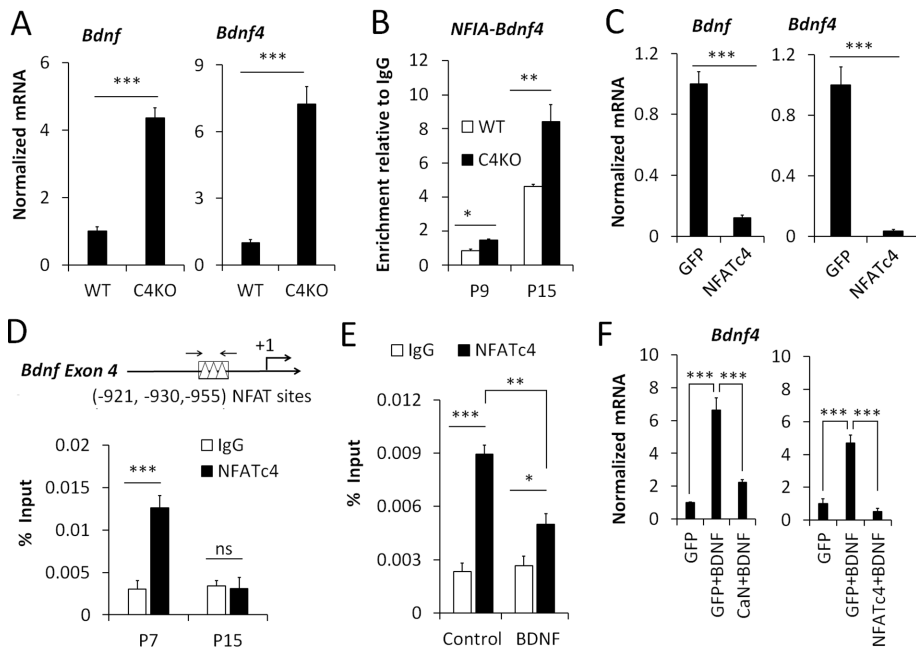 A
Bdnf
Bdnf4
***
***
Normalized mRNA
6
4
2
0
9
6
3
0
WT
C4KO
WT
C4KO
B
NFIA-Bdnf4
Enrichment relative to IgG
12
10
8
6
4
2
0
**
WT
C4KO
*
P9
P15
C
Bdnf
Bdnf4
***
***
Normalized mRNA
1.2
0.8
0.4
0
1.2
0.8
0.4
0
GFP
NFATc4
GFP
NFATc4
D
+1
Bdnf Exon 4
(-921, -930,-955) NFAT sites
IgG
NFATc4
% Input
0.02
0.015
0.01
0.005
0
***
ns
P7
P15
E
IgG
NFATc4
% Input
0.012
0.009
0.006
0.003
0
***
**
*
Control
BDNF
F
Bdnf4
Normalized mRNA
10
8
6
4
2
0
*** ***
10
8
6
4
2
0
*** ***
GFP
GFP+BDNF
CaN+BDNF
GFP
GFP+BDNF
NFATc4+BDNF